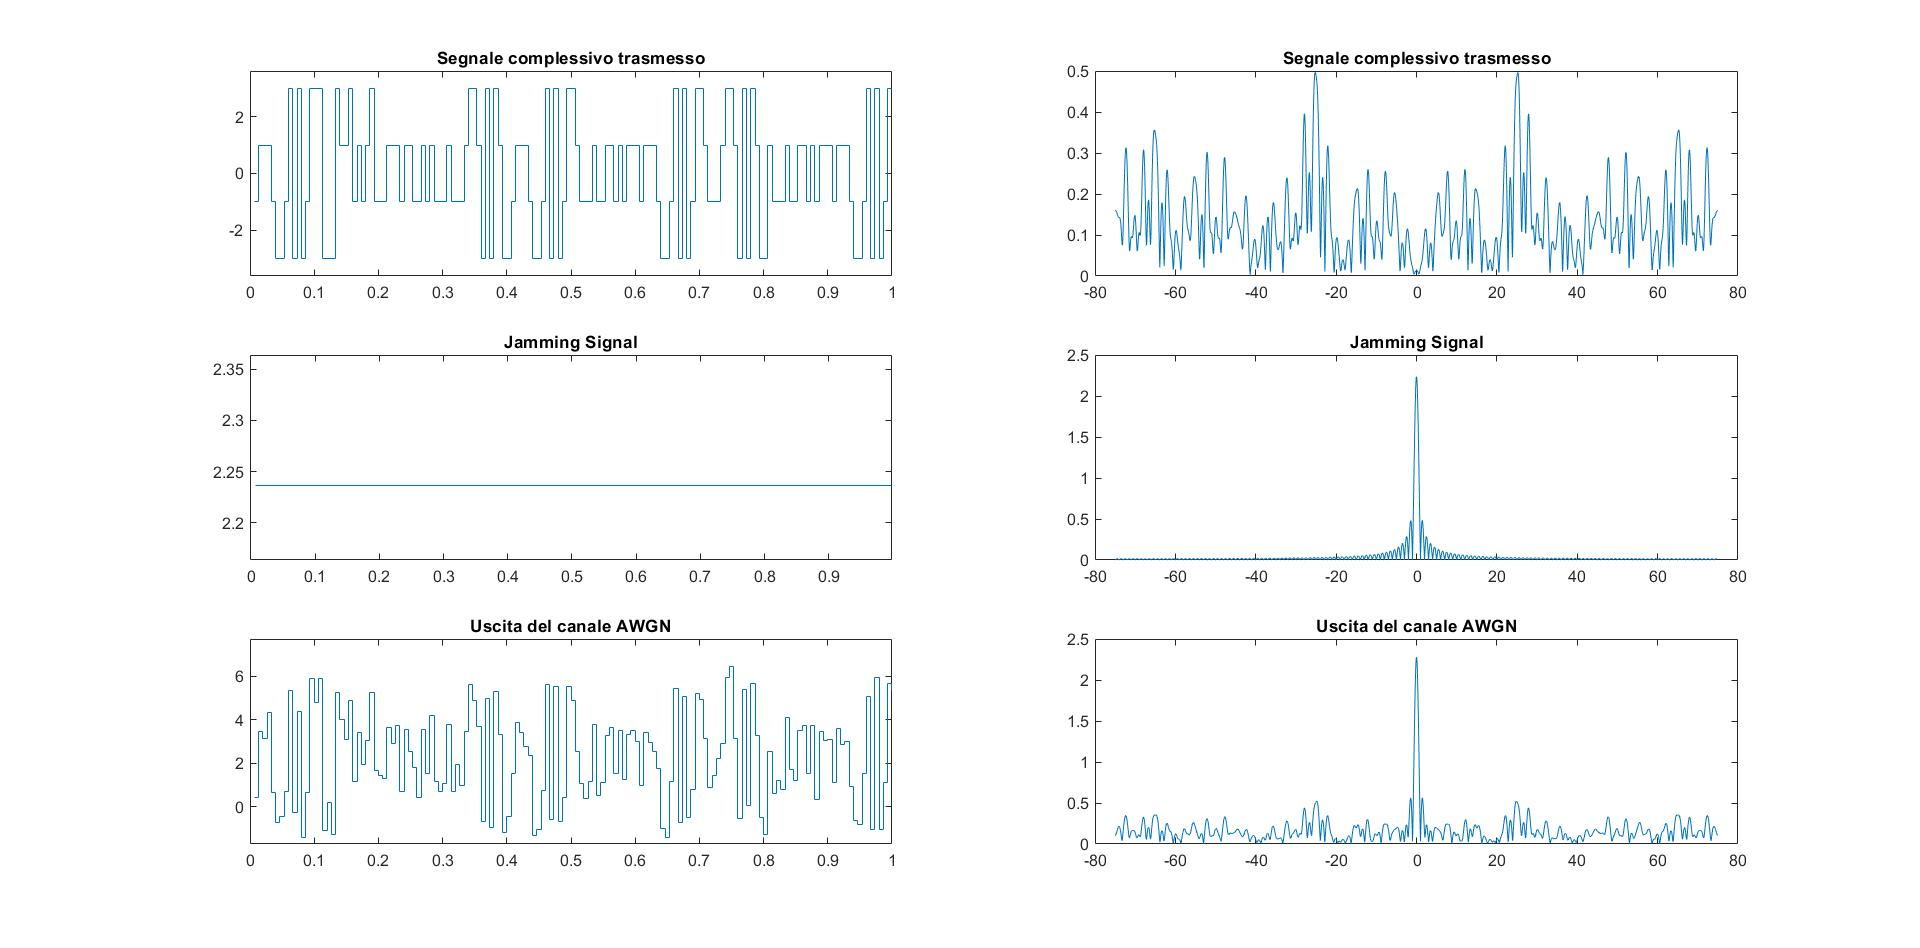 Segnale complessivo trasmesso
2
0
-2
0 0.1 0.2 0.3 0.4 0.5 0.6 0.7 0.8 0.9 1
Segnale complessivo trasmesso
0.5
0.4
0.3
0.2
0.1
0
-80 -60 -40 -20 0 20 40 60 80
Jamming Signal
2.35
2.3
2.25
2.2
0 0.1 0.2 0.3 0.4 0.5 0.6 0.7 0.8 0.9
Jamming Signal
2.5
2
1.5
1
0.5
0
-80 -60 -40 -20 0 20 40 60 80
Uscita del canale AWGN
6
4
2
0
0 0.1 0.2 0.3 0.4 0.5 0.6 0.7 0.8 0.9 1
Uscita del canale AWGN
2.5
2
1.5
1
0.5
0
-80 -60 -40 -20 0 20 40 60 80